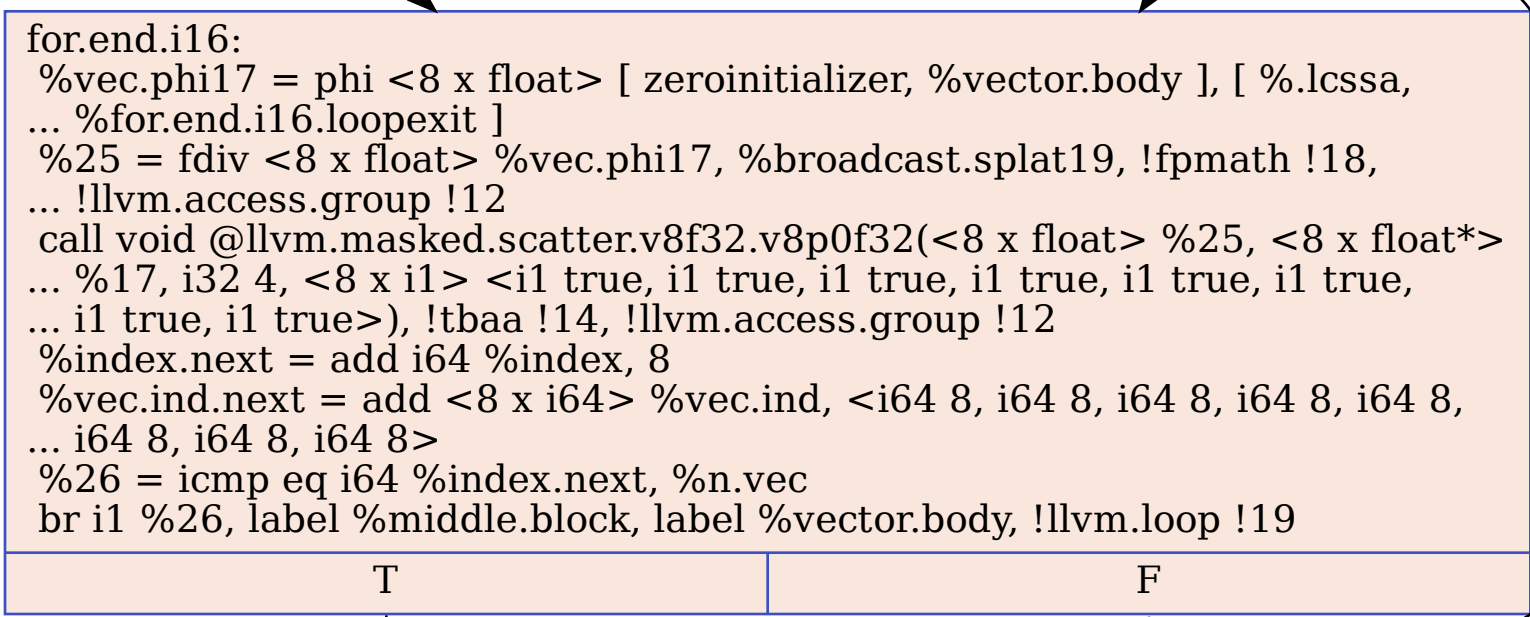 for.end.i16:
%vec.phi17 = phi <8 x float> [ zeroinitializer, %vector.body ], [ %.lcssa,
... %for.end.i16.loopexit ]
%25 = fdiv <8 x float> %vec.phi17, %broadcast.splat19, !fpmath !18,
... !llvm.access.group !12
call void @llvm.masked.scatter.v8f32.v8p0f32(<8 x float> %25, <8 x float*>
... %17, i32 4, <8 x i1> <i1 true, i1 true, i1 true, i1 true, i1 true, i1 true,
... i1 true, i1 true>), !tbaa !14, !llvm.access.group !12
%index.next = add i64 %index, 8
%vec.ind.next = add <8 x i64> %vec.ind, <i64 8, i64 8, i64 8, i64 8, i64 8,
... i64 8, i64 8, i64 8>
%26 = icmp eq i64 %index.next, %n.vec
br i1 %26, label %middle.block, label %vector.body, !llvm.loop !19
T
F